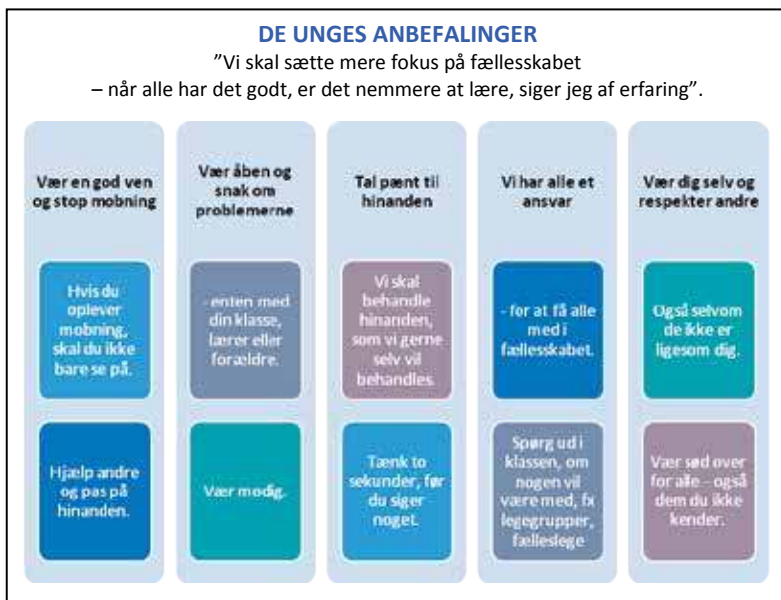 DE UNGES ANBEFALINGER
”Vi skal sætte mere fokus på fællesskabet
– når alle har det godt, er det nemmere at lære, siger jeg af erfaring”.
Vær en god ven
og stop mobning
Hvis du
oplever
mobning,
skal du ikke
bare se på.
Hjælp andre
og pas på
hinanden.
Vær åben og
snak om
problemerne
- enten med
din klasse,
lærer eller
forældre.
Vær modig.
Tal pænt til
hinanden
Vi skal
behandle
hinanden,
som vi gerne
selv vil
behandles.
Tænk to
sekunder, før
du siger
noget.
Vi har alle et
ansvar
- for at få alle
med i
fællesskabet.
Spørg ud i
klassen, om
nogen vil
være med, fx
legegrupper,
fælleslege
Vær dig selv og
respekter andre
Også selvom
de ikke er
ligesom dig.
Vær sød over
for alle - også
dem du ikke
kender.